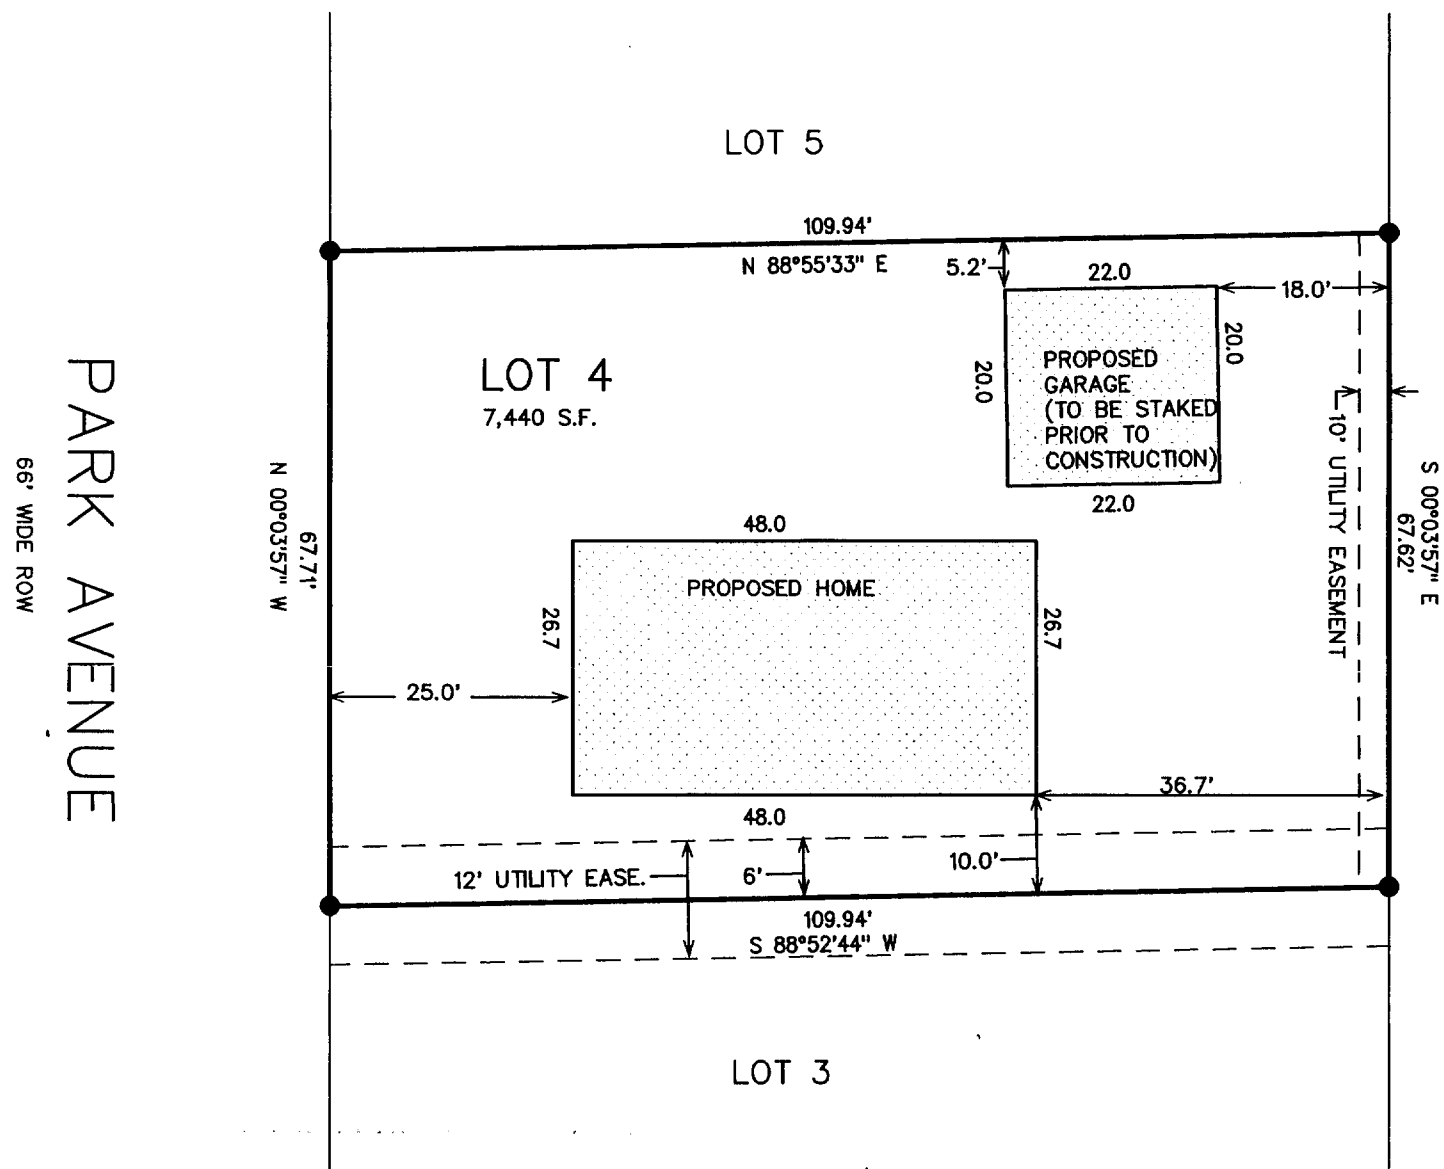 LOT 5
109.94'
N 88°55'33" E
5.2'
22.0
18.0'
20.0
20.0
PROPOSED
GARAGE
(TO BE STAKED
PRIOR TO
CONSTRUCTION)
22.0
LOT 4
7,440 S.F.
10' UTILITY EASEMENT
S 00°03'57" E
67.62'
PARK AVENUE
66' WIDE ROW
67.71'
N 00°03'57" W
48.0
PROPOSED HOME
26.7
26.7
25.0'
36.7'
48.0
12' UTILITY EASE.
6'
10.0'
109.94'
S 88°52'44" W
LOT 3